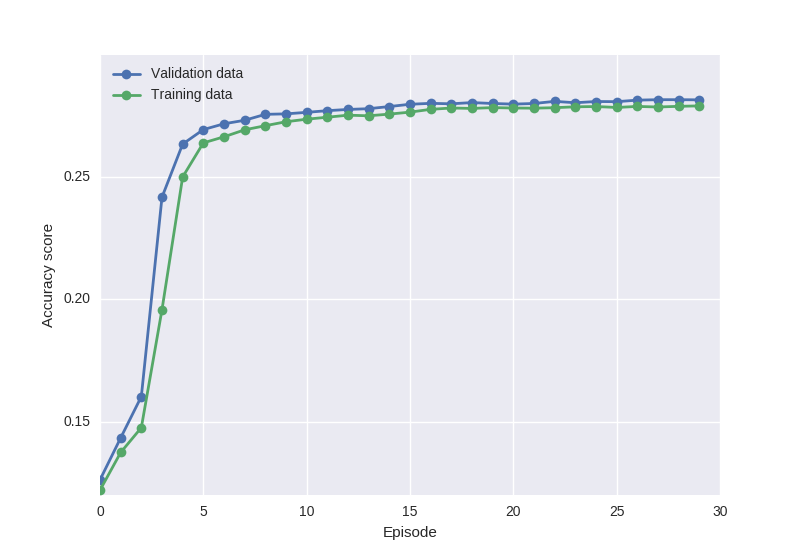 Validation data
Training data
0.25
0.20
0.15
Accuracy score
0 5 10 15 20 25 30
Episode